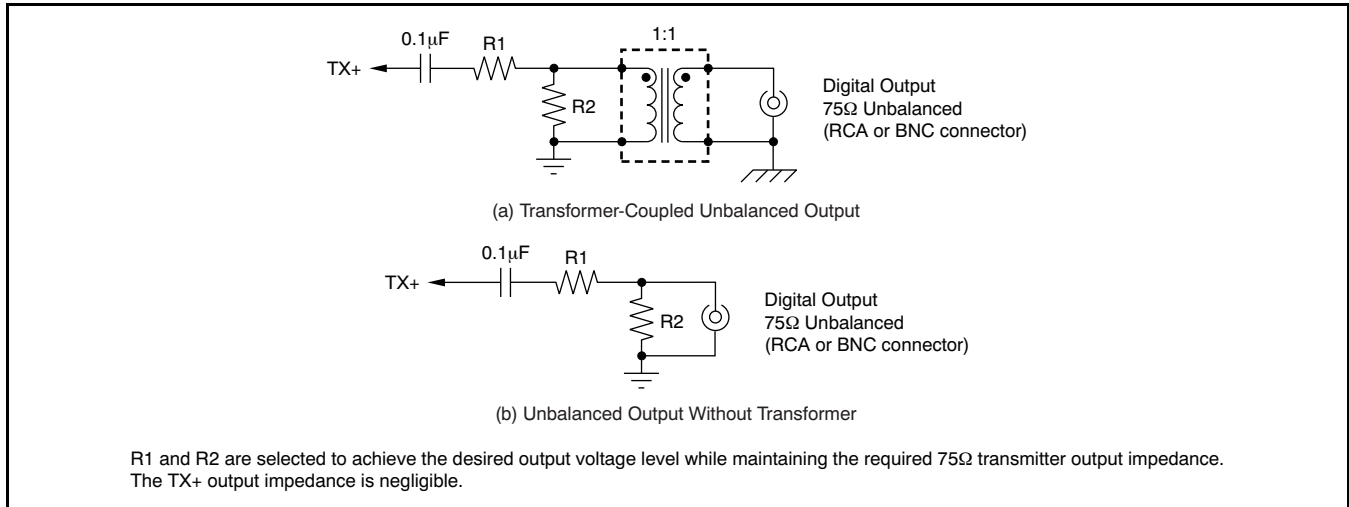 1:1
0.1μF
R1
TX+
R2
Digital Output
75Ω Unbalanced
(RCA or BNC connector)
(a) Transformer-Coupled Unbalanced Output
0.1μF
R1
TX+
R2
Digital Output
75Ω Unbalanced
(RCA or BNC connector)
(b) Unbalanced Output Without Transformer
R1 and R2 are selected to achieve the desired output voltage level while maintaining the required 75Ω transmitter output impedance.
The TX+ output impedance is negligible.